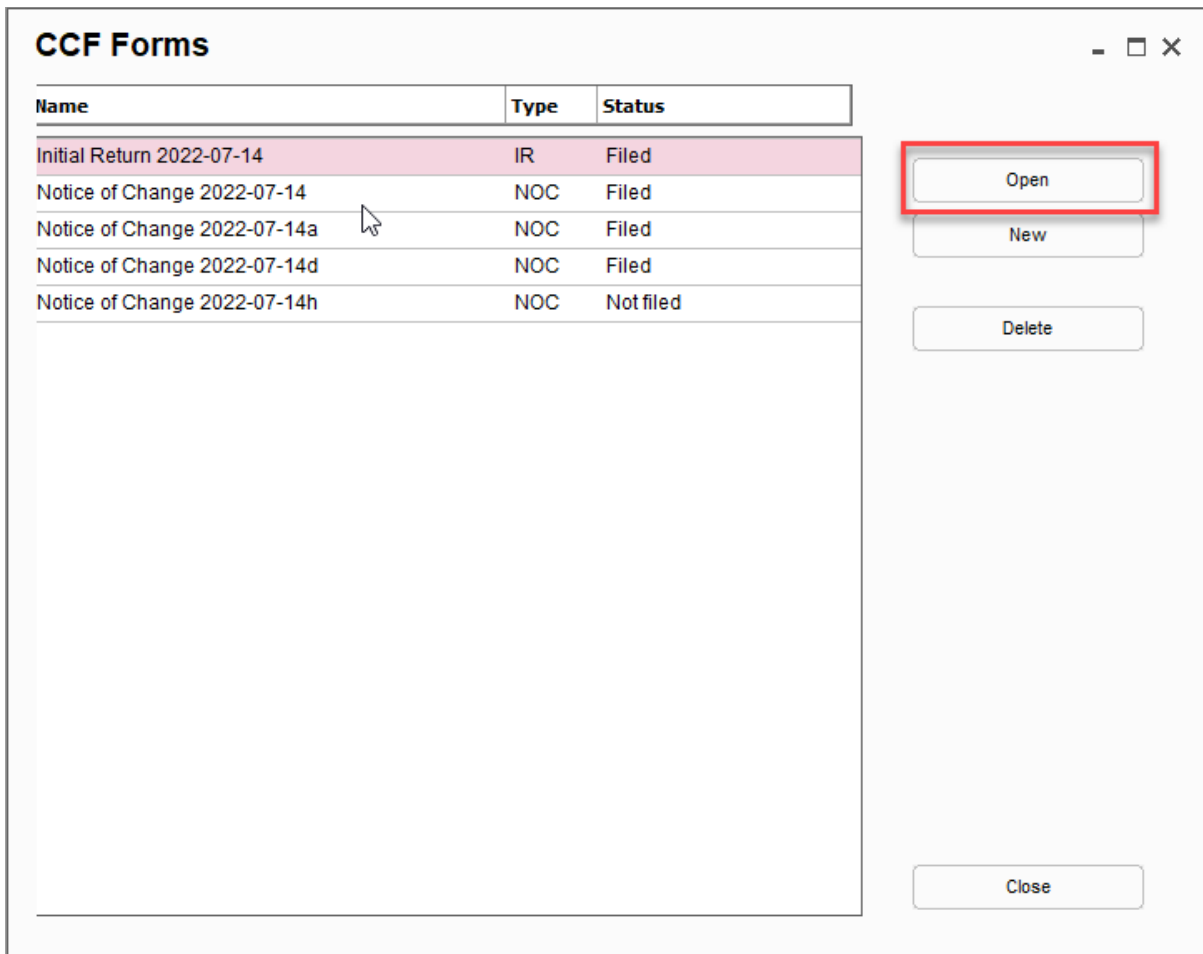 CCF Forms
Name Type Status
Initial Return 2022-07-14 IR Filed
Notice of Change 2022-07-14 NOC Filed
Notice of Change 2022-07-14a NOC Filed
Notice of Change 2022-07-14d NOC Filed
Notice of Change 2022-07-14h NOC Not filed
Open
New
Delete
Close